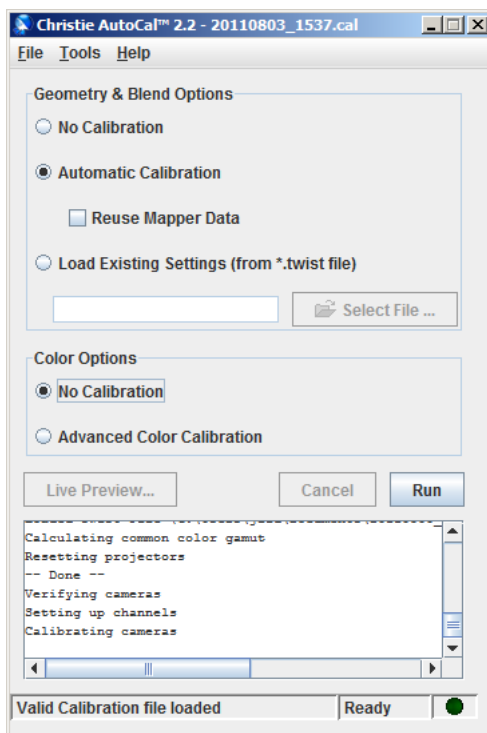 Christie AutoCal™ 2.2 - 20110803_1537.cal
File Tools Help
Geometry & Blend Options
No Calibration
Automatic Calibration
Reuse Mapper Data
Load Existing Settings (from *.twist file)
Select File ...
Color Options
No Calibration
Advanced Color Calibration
Live Preview... Cancel Run
Calculating common color gamut
Resetting projectors
-- Done --
Verifying cameras
Setting up channels
Calibrating cameras
Valid Calibration file loaded Ready